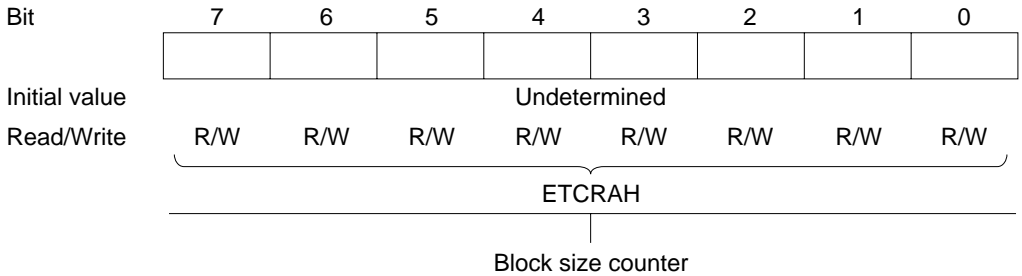 Bit 7 6 5 4 3 2 1 0
Initial value Undetermined
Read/Write R/W R/W R/W R/W R/W R/W R/W R/W
ETCRAH
Block size counter